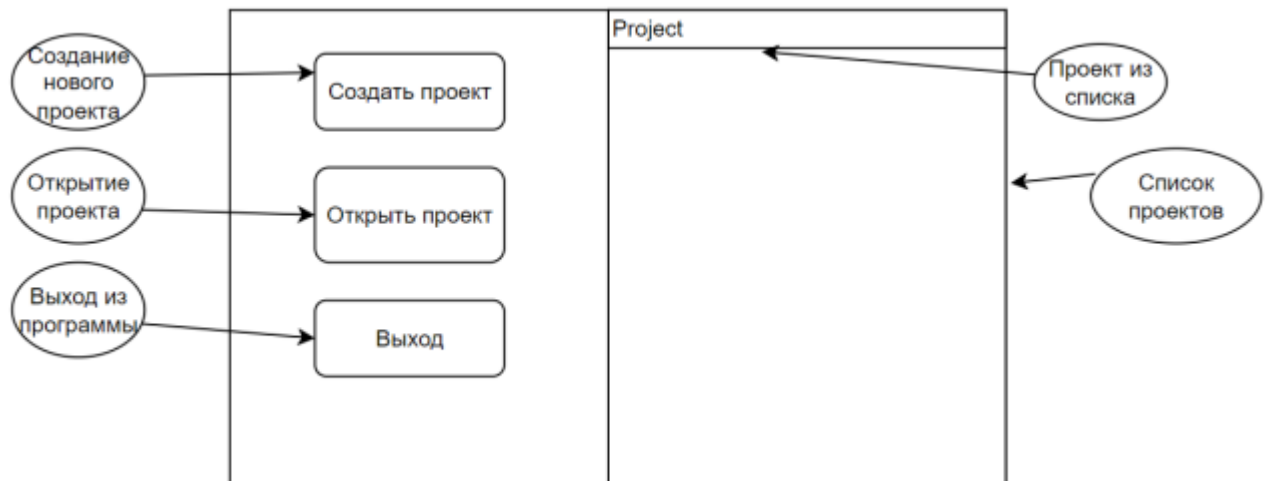 Создание
нового
проекта
Создать проект
Project
Проект из
списка
Открытие
проекта
Открыть проект
Список
проектов
Выход из
программы
Выход